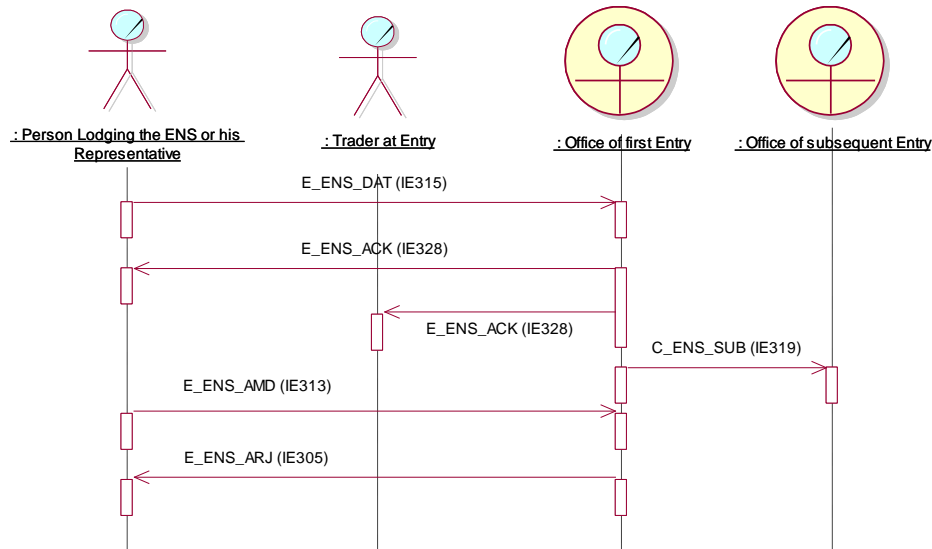 : Person Lodging the ENS or his
Representative
: Trader at Entry
: Office of first Entry
: Office of subsequent Entry
E_ENS_DAT (IE315)
E_ENS_ACK (IE328)
E_ENS_ACK (IE328)
C_ENS_SUB (IE319)
E_ENS_AMD (IE313)
E_ENS_ARJ (IE305)